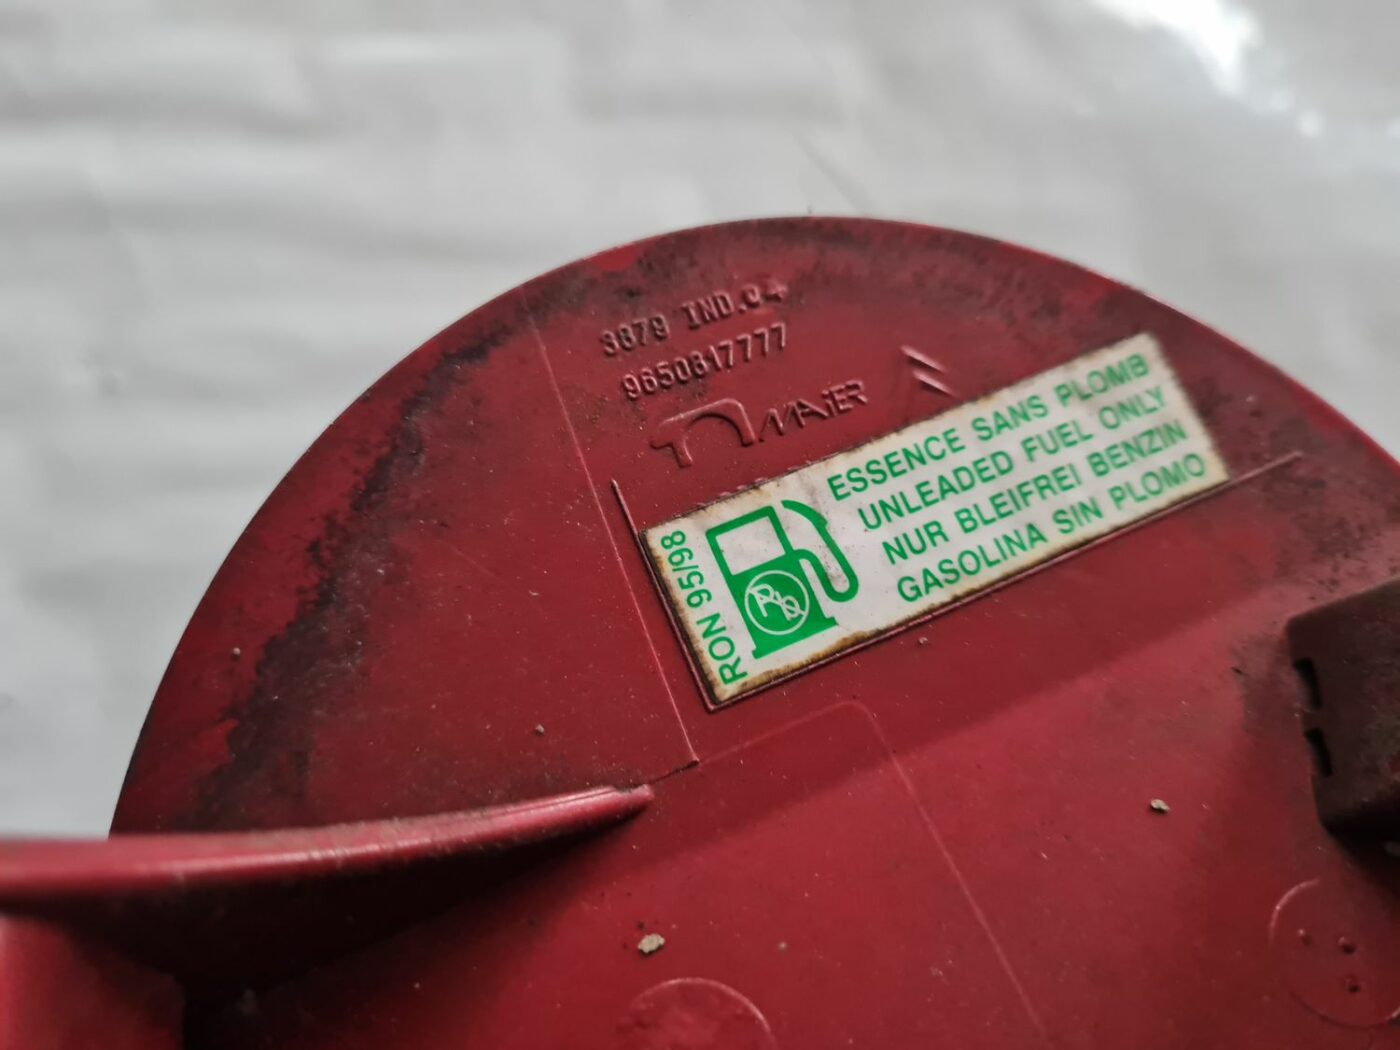 3879 IND.04
9650817777
MAiER
RON 95/98
Pb
ESSENCE SANS PLOMB
UNLEADED FUEL ONLY
NUR BLEIFREI BENZIN
GASOLINA SIN PLOMO